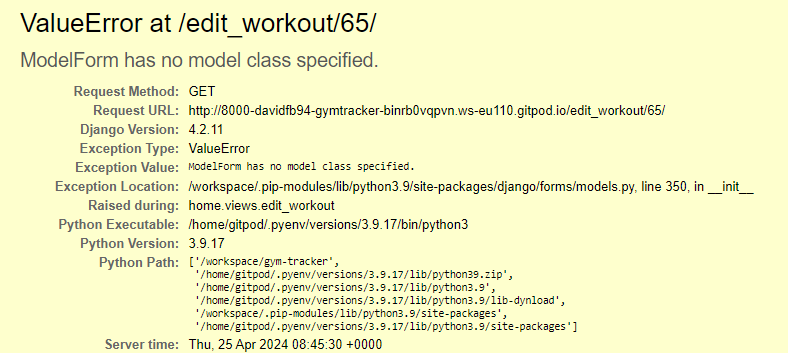 ValueError at /edit_workout/65/
ModelForm has no model class specified.
Request Method: GET
Request URL: http://8000-davidfb94-gymtracker-binrb0vqpvn.ws-eu110.gitpod.io/edit_workout/65/
Django Version: 4.2.11
Exception Type: ValueError
Exception Value: ModelForm has no model class specified.
Exception Location: /workspace/.pip-modules/lib/python3.9/site-packages/django/forms/models.py, line 350, in __init__
Raised during: home.views.edit_workout
Python Executable: /home/gitpod/.pyenv/versions/3.9.17/bin/python3
Python Version: 3.9.17
Python Path: ['/workspace/gym-tracker',
'/home/gitpod/.pyenv/versions/3.9.17/lib/python39.zip',
'/home/gitpod/.pyenv/versions/3.9.17/lib/python3.9',
'/home/gitpod/.pyenv/versions/3.9.17/lib/python3.9/lib-dynload',
'/workspace/.pip-modules/lib/python3.9/site-packages',
'/home/gitpod/.pyenv/versions/3.9.17/lib/python3.9/site-packages']
Server time: Thu, 25 Apr 2024 08:45:30 +0000